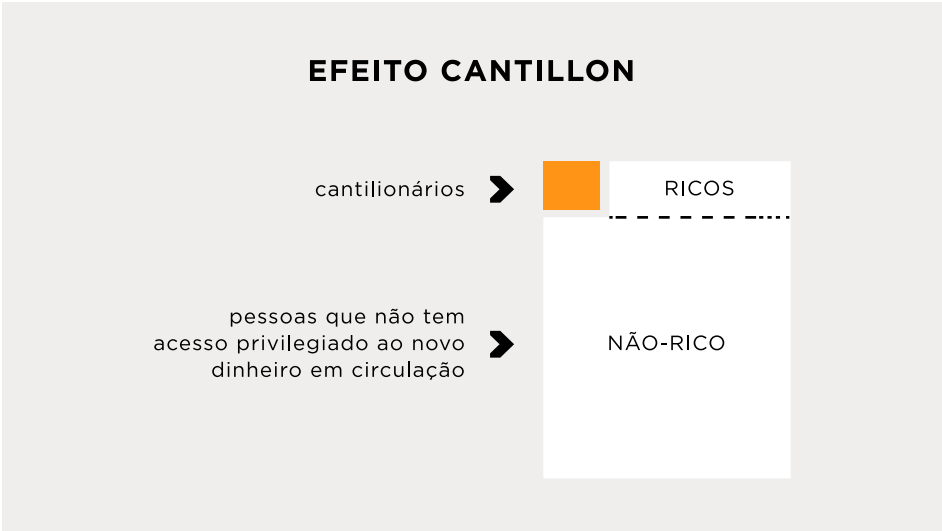 EFEITO CANTILLON
cantilionários
RICOS
pessoas que não tem
acesso privilegiado ao novo
dinheiro em circulação
NÃO-RICO